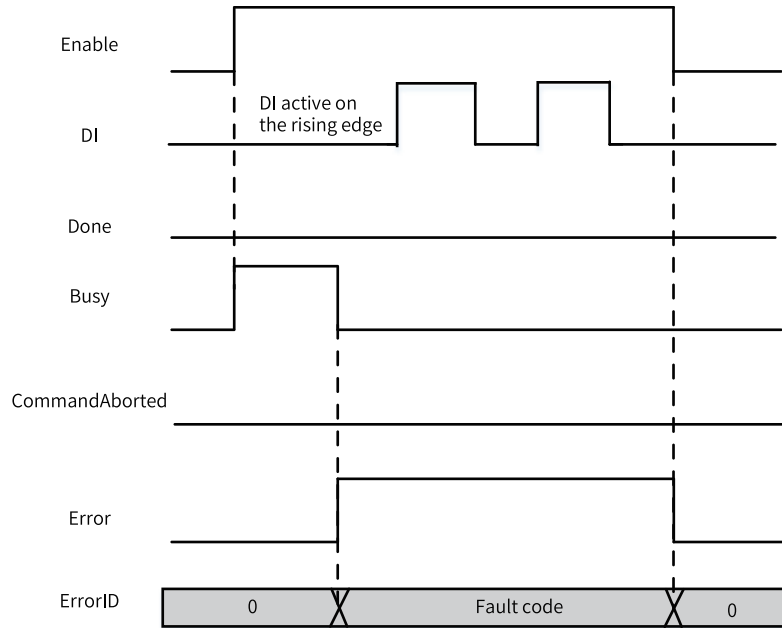 Enable
DI active on
the rising edge
DI
Done
Busy
CommandAborted
Error
ErrorID
0
Fault code
0